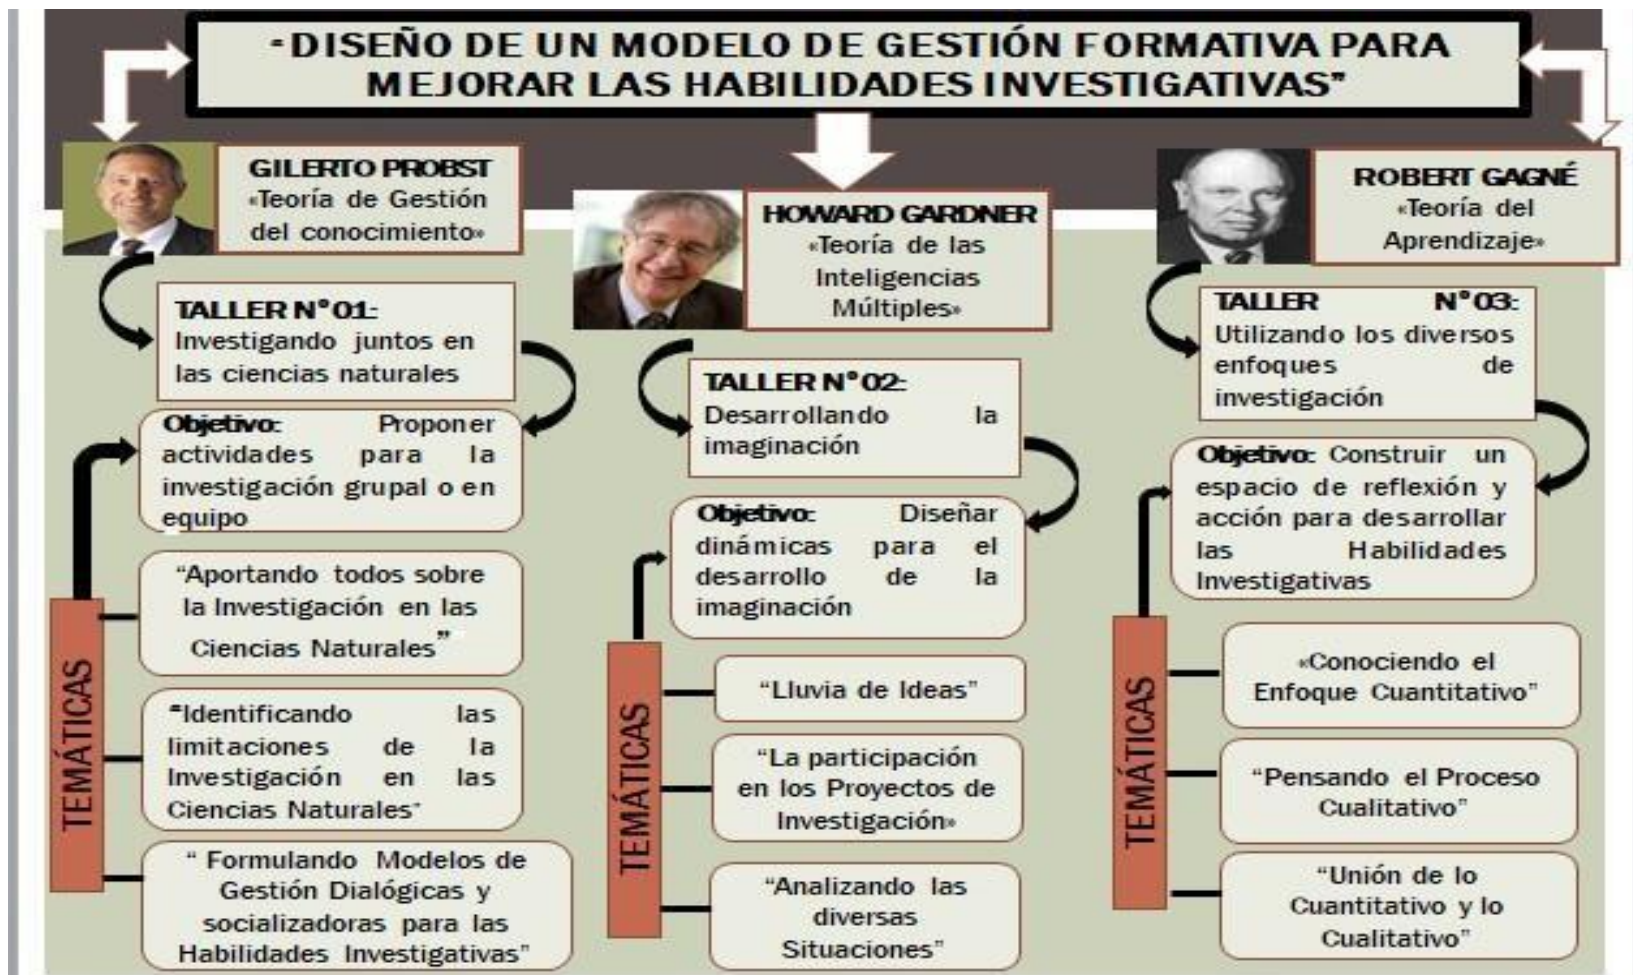 "DISEÑO DE UN MODELO DE GESTIÓN FORMATIVA PARA
MEJORAR LAS HABILIDADES INVESTIGATIVAS"
GILERTO PROBST
«Teoría de Gestión
del conocimiento»
TALLER N°01:
Investigando juntos en
las ciencias naturales
Objetivo: Proponer
actividades para la
investigación grupal o en
equipo
TEMÁTICAS
"Aportando todos sobre
la Investigación en las
Ciencias Naturales"
"Identificando las
limitaciones de la
Investigación en las
Ciencias Naturales"
" Formulando Modelos de
Gestión Dialógicas y
socializadoras para las
Habilidades Investigativas"
HOWARD GARDNER
«Teoría de las
Inteligencias
Múltiples»
TALLER N°02:
Desarrollando la
imaginación
Objetivo: Diseñar
dinámicas para el
desarrollo de la
imaginación
TEMÁTICAS
"Lluvia de Ideas"
"La participación
en los Proyectos de
Investigación»
"Analizando las
diversas
Situaciones"
ROBERT GAGNÉ
«Teoría del
Aprendizaje»
TALLER N°03:
Utilizando los diversos
enfoques de
investigación
Objetivo: Construir un
espacio de reflexión y
acción para desarrollar
las Habilidades
Investigativas
TEMÁTICAS
«Conociendo el
Enfoque Cuantitativo"
"Pensando el Proceso
Cualitativo"
"Unión de lo
Cuantitativo y lo
Cualitativo"